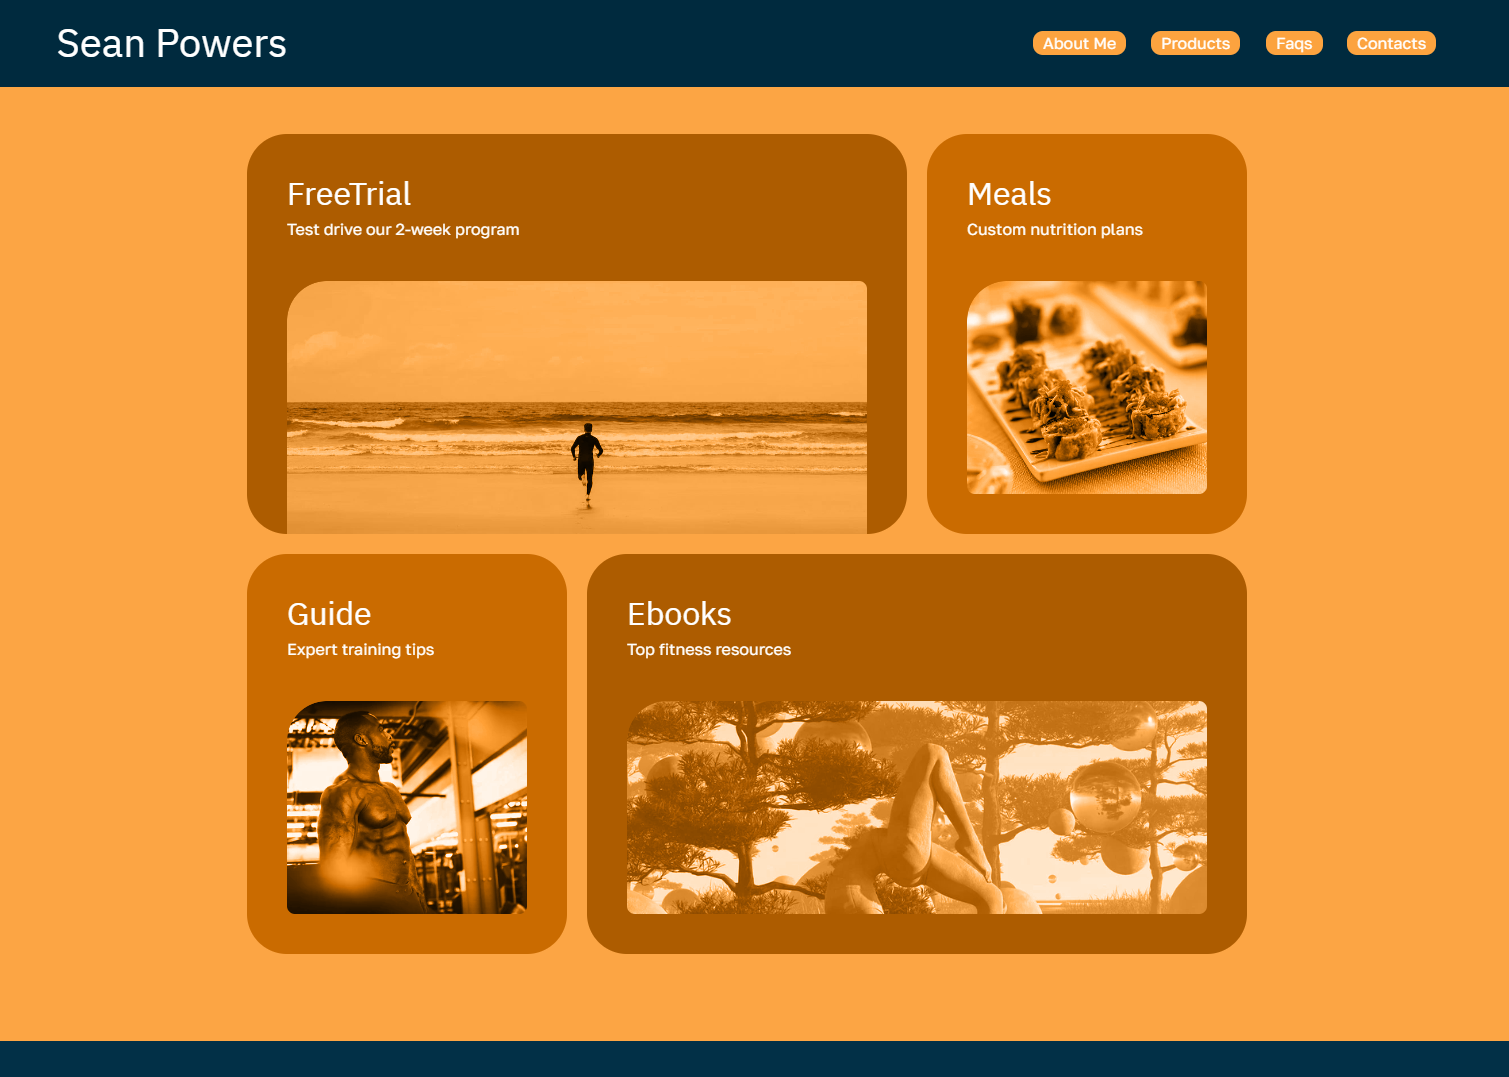 Sean Powers
About Me
Products
Faqs
Contacts
FreeTrial
Test drive our 2-week program
Meals
Custom nutrition plans
Guide
Expert training tips
Ebooks
Top fitness resources